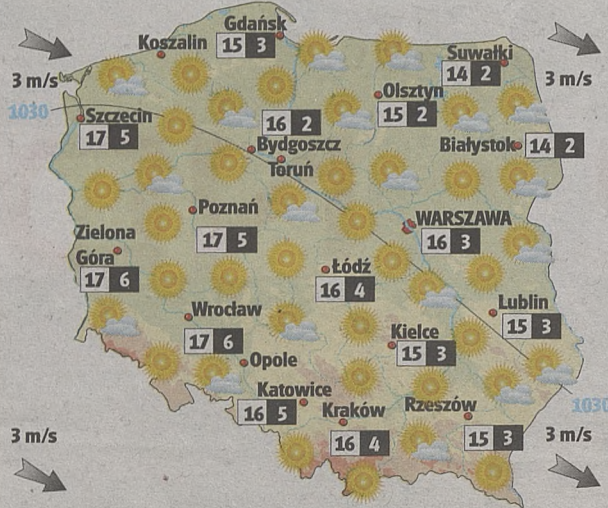 Gdańsk
Koszalin
15 3
Suwałki
14 2
3 m/s
3 m/s
Olsztyn
15 2
1030
Szczecin
17 5
16 2
Bydgoszcz
Toruń
Białystok
14 2
Poznań
17 5
WARSZAWA
16 3
Zielona
Góra
17 6
Łódź
16 4
Wrocław
17 6
Lublin
15 3
Kielce
15 3
Opole
Katowice
16 5
Kraków
16 4
Rzeszów
15 3
1030
3 m/s
3 m/s